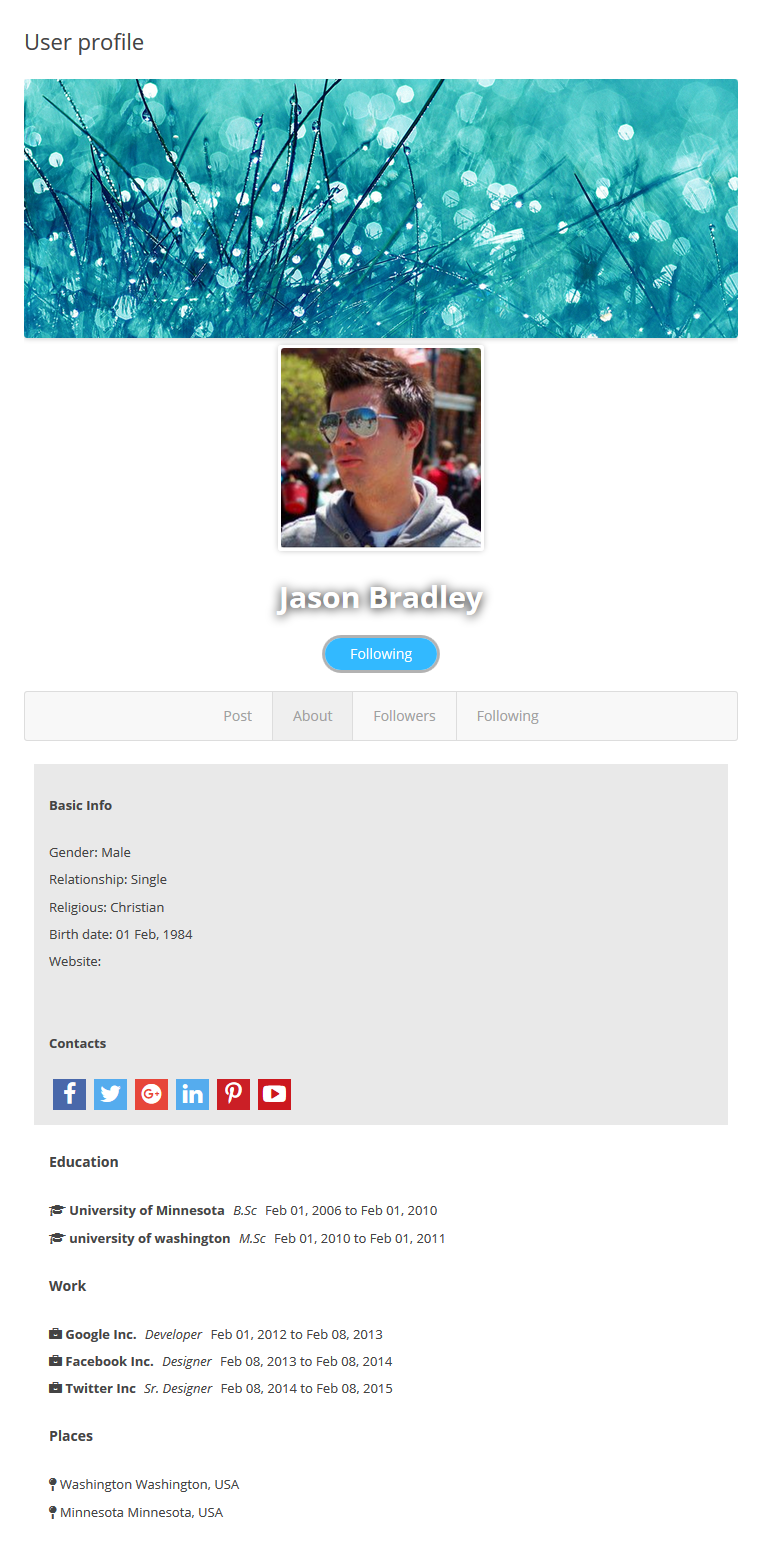 User profile
Jason Bradley
Following
Post About Followers Following
Basic Info
Gender: Male
Relationship: Single
Religious: Christian
Birth date: 01 Feb, 1984
Website:
Contacts
Education
University of Minnesota B.Sc Feb 01, 2006 to Feb 01, 2010
university of washington M.Sc Feb 01, 2010 to Feb 01, 2011
Work
Google Inc. Developer Feb 01, 2012 to Feb 08, 2013
Facebook Inc. Designer Feb 08, 2013 to Feb 08, 2014
Twitter Inc Sr. Designer Feb 08, 2014 to Feb 08, 2015
Places
Washington Washington, USA
Minnesota Minnesota, USA